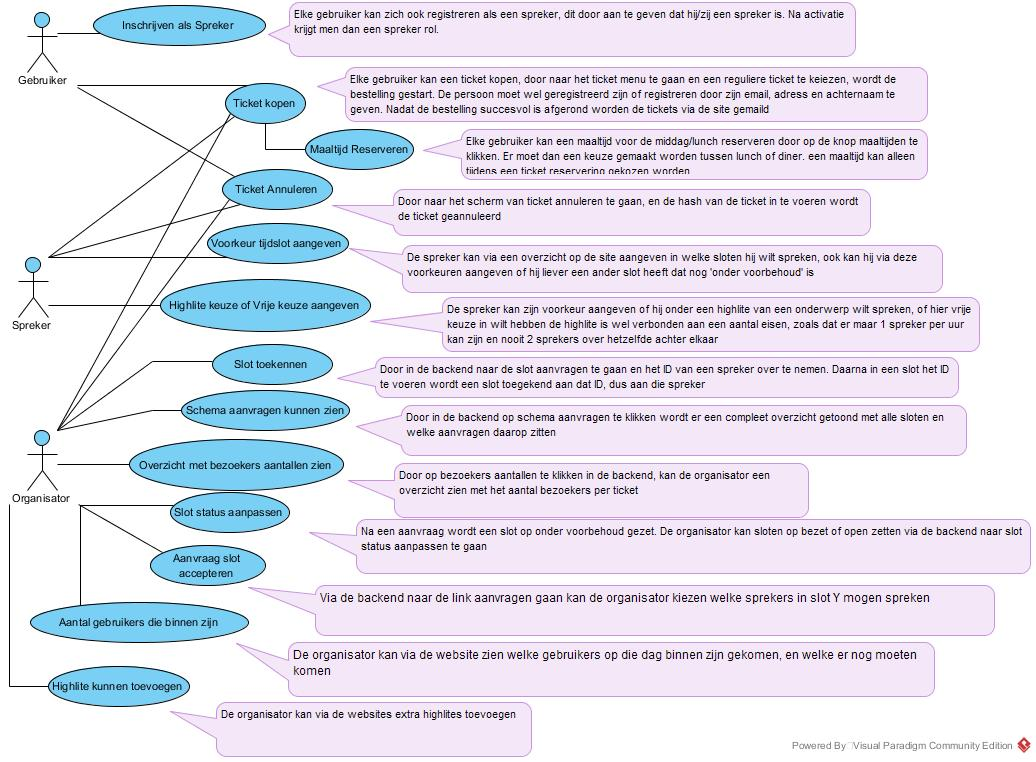 Inschrijven als Spreker
Elke gebruiker kan zich ook registreren als een spreker, dit door aan te geven dat hij/zij een spreker is. Na activatie
krijgt men dan een spreker rol.
Gebruiker
Ticket kopen
Elke gebruiker kan een ticket kopen, door naar het ticket menu te gaan en een reguliere ticket te keiezen, wordt de
bestelling gestart. De persoon moet wel geregistreerd zijn of registreren door zijn email, adress en achternaam te
geven. Nadat de bestelling succesvol is afgerond worden de tickets via de site gemaild
Maaltijd Reserveren
Elke gebruiker kan een maaltijd voor de middag/lunch reserveren door op de knop maaltijden te
klikken. Er moet dan een keuze gemaakt worden tussen lunch of diner. een maaltijd kan alleen
tijdens een ticket reservering gekozen worden
Ticket Annuleren
Door naar het scherm van ticket annuleren te gaan, en de hash van de ticket in te voeren wordt
de ticket geannuleerd
Voorkeur tijdslot aangeven
De spreker kan via een overzicht op de site aangeven in welke sloten hij wilt spreken, ook kan hij via deze
voorkeuren aangeven of hij liever een ander slot heeft dat nog 'onder voorbehoud' is
Spreker
Highlite keuze of Vrije keuze aangeven
De spreker kan zijn voorkeur aangeven of hij onder een highlite van een onderwerp wilt spreken, of hier vrije
keuze in wilt hebben de highlite is wel verbonden aan een aantal eisen, zoals dat er maar 1 spreker per uur
kan zijn en nooit 2 sprekers over hetzelfde achter elkaar
Slot toekennen
Door in de backend naar de slot aanvragen te gaan en het ID van een spreker over te nemen. Daarna in een slot het ID
te voeren wordt een slot toegekend aan dat ID, dus aan die spreker
Schema aanvragen kunnen zien
Door in de backend op schema aanvragen te klikken wordt er een compleet overzicht getoond met alle sloten en
welke aanvragen daarop zitten
Organisator
Overzicht met bezoekers aantallen zien
Door op bezoekers aantallen te klikken in de backend, kan de organisator een
overzicht zien met het aantal bezoekers per ticket
Slot status aanpassen
Na een aanvraag wordt een slot op onder voorbehoud gezet. De organisator kan sloten op bezet of open zetten via de backend naar slot
status aanpassen te gaan
Aanvraag slot
accepteren
Via de backend naar de link aanvragen gaan kan de organisator kiezen welke sprekers in slot Y mogen spreken
Aantal gebruikers die binnen zijn
De organisator kan via de website zien welke gebruikers op die dag binnen zijn gekomen, en welke er nog moeten
komen
Highlite kunnen toevoegen
De organisator kan via de websites extra highlites toevoegen
Powered By Visual Paradigm Community Edition